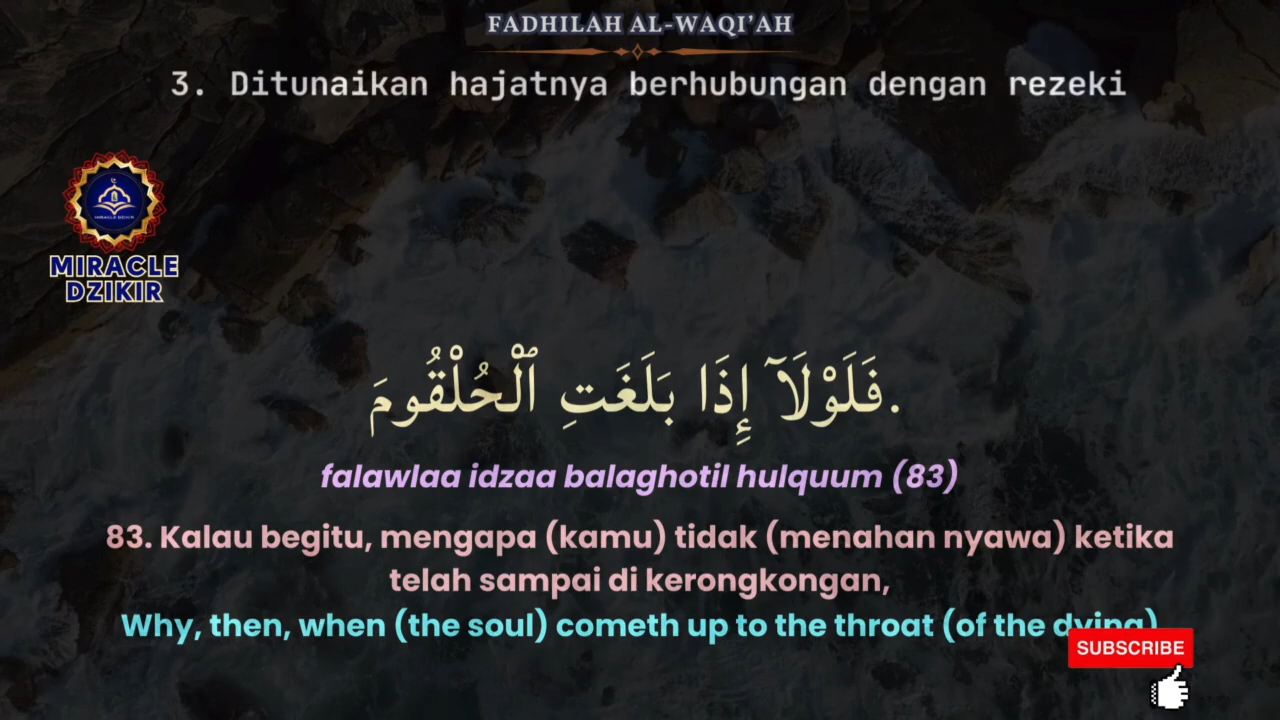 FADHILAH AL-WAQI'AH
3. Ditunaikan hajatnya berhubungan dengan rezeki
MIRACLE
DZIKIR
فَلَوْلَآ إِذَا بَلَغَتِ ٱلْحُلْقُومَ.
falawlaa idzaa balaghotil hulquum (83)
83. Kalau begitu, mengapa (kamu) tidak (menahan nyawa) ketika
telah sampai di kerongkongan,
Why, then, when (the soul) cometh up to the throat (of the dying)
SUBSCRIBE